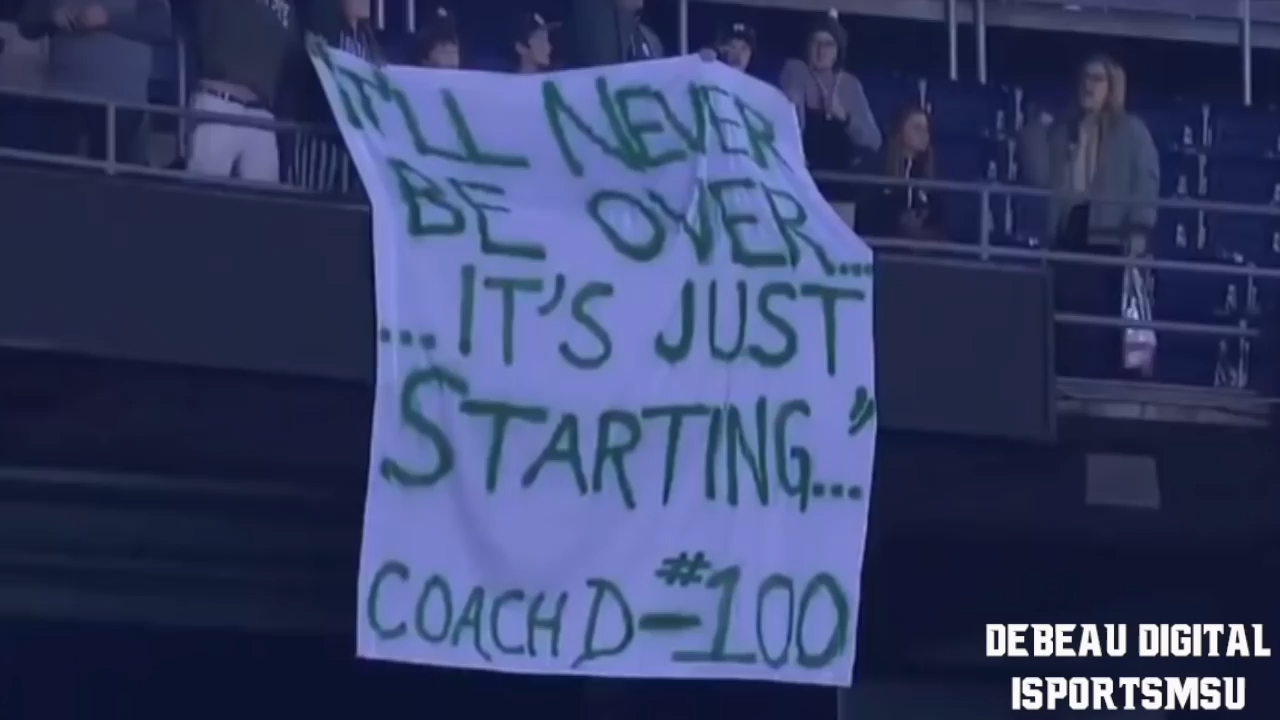 IT'LL NEVER
BE OVER...
...IT'S JUST
STARTING..."
COACH D-#100
DEBEAU DIGITAL
ISPORTSMSU